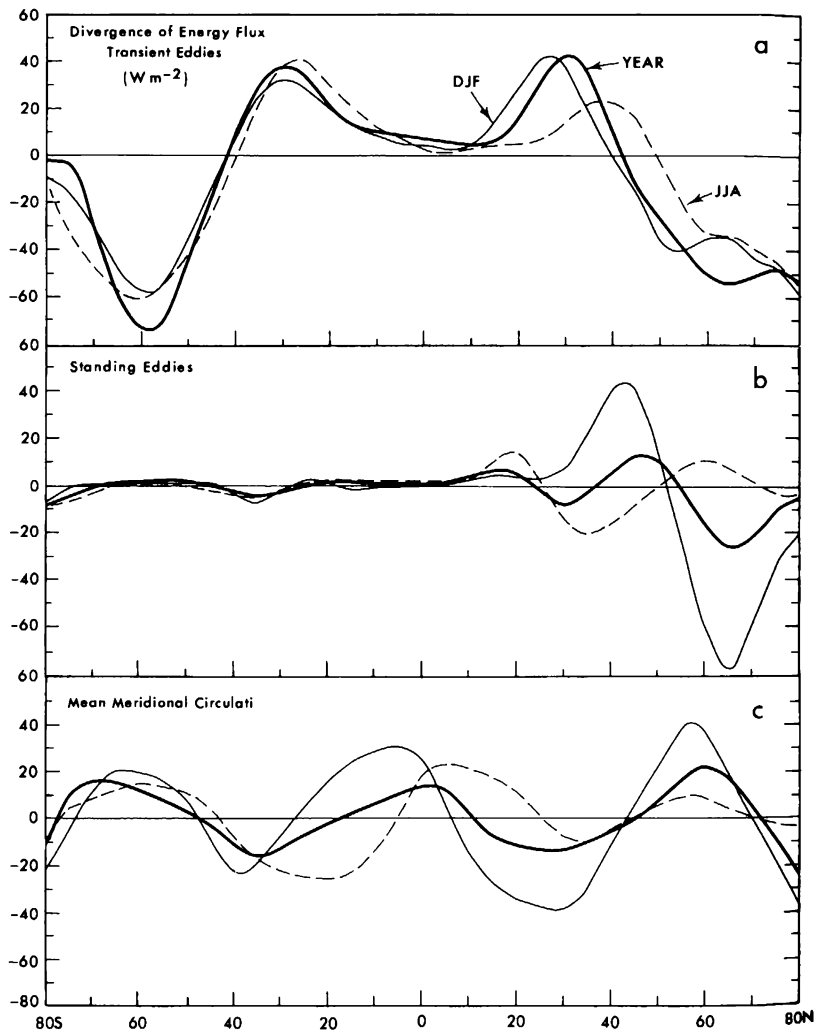 60
Divergence of Energy Flux
Transient Eddies
(W m−2)
a
40
20
0
−20
−40
−60
DJF
YEAR
JJA
60
Standing Eddies
b
40
20
0
−20
−40
−60
60
Mean Meridional Circulati
c
40
20
0
−20
−40
−60
−80
80S
60
40
20
0
20
40
60
80N